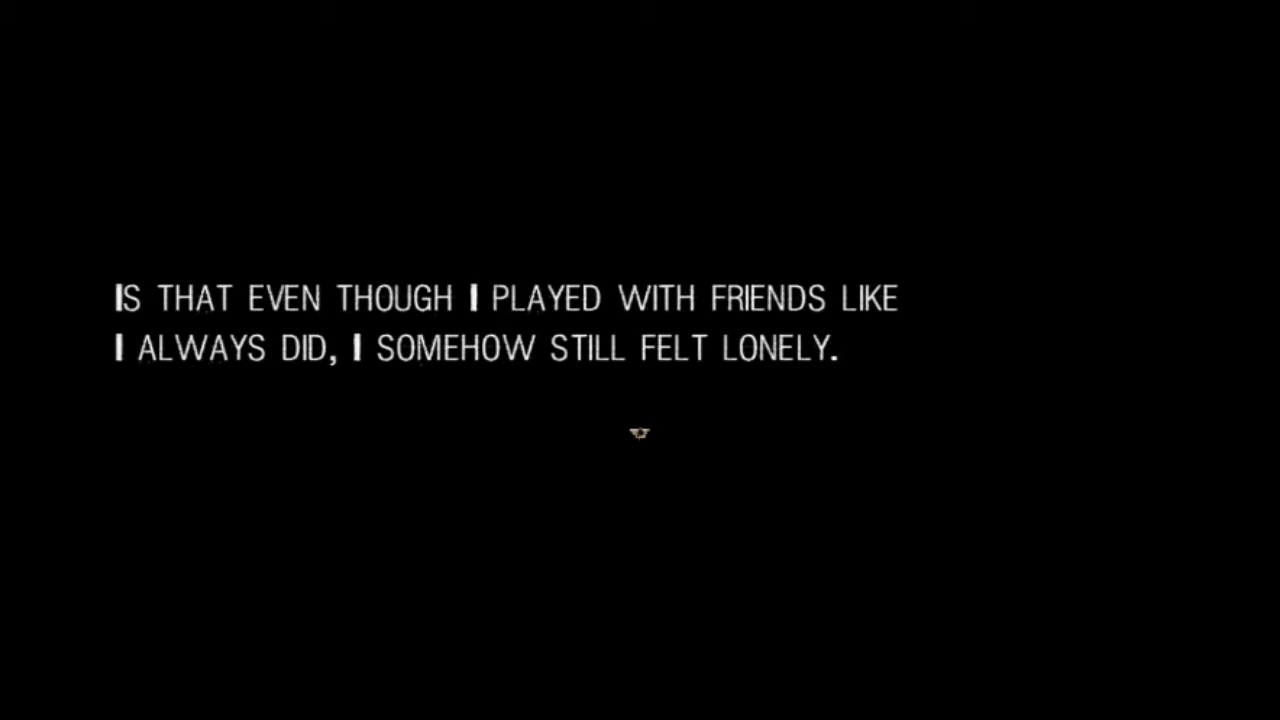 IS THAT EVEN THOUGH I PLAYED WITH FRIENDS LIKE
I ALWAYS DID, I SOMEHOW STILL FELT LONELY.